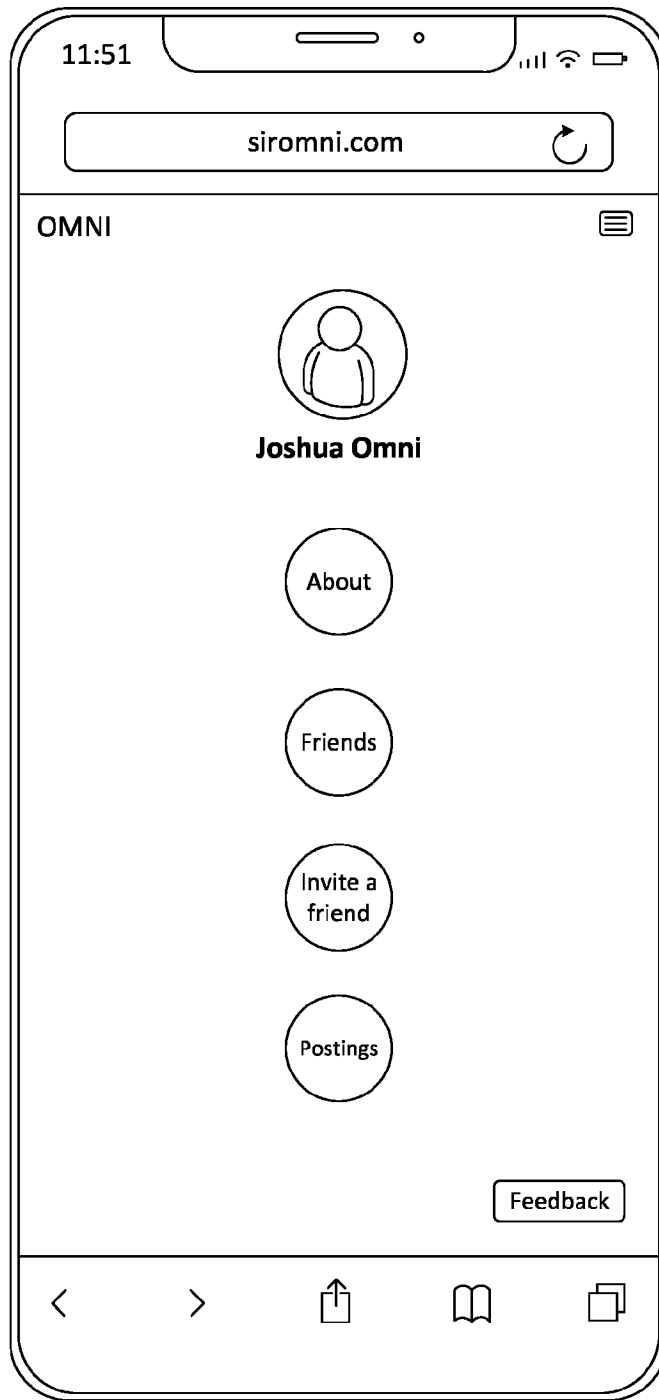 11:51
siromni.com
OMNI
Joshua Omni
About
Friends
Invite a
friend
Postings
Feedback